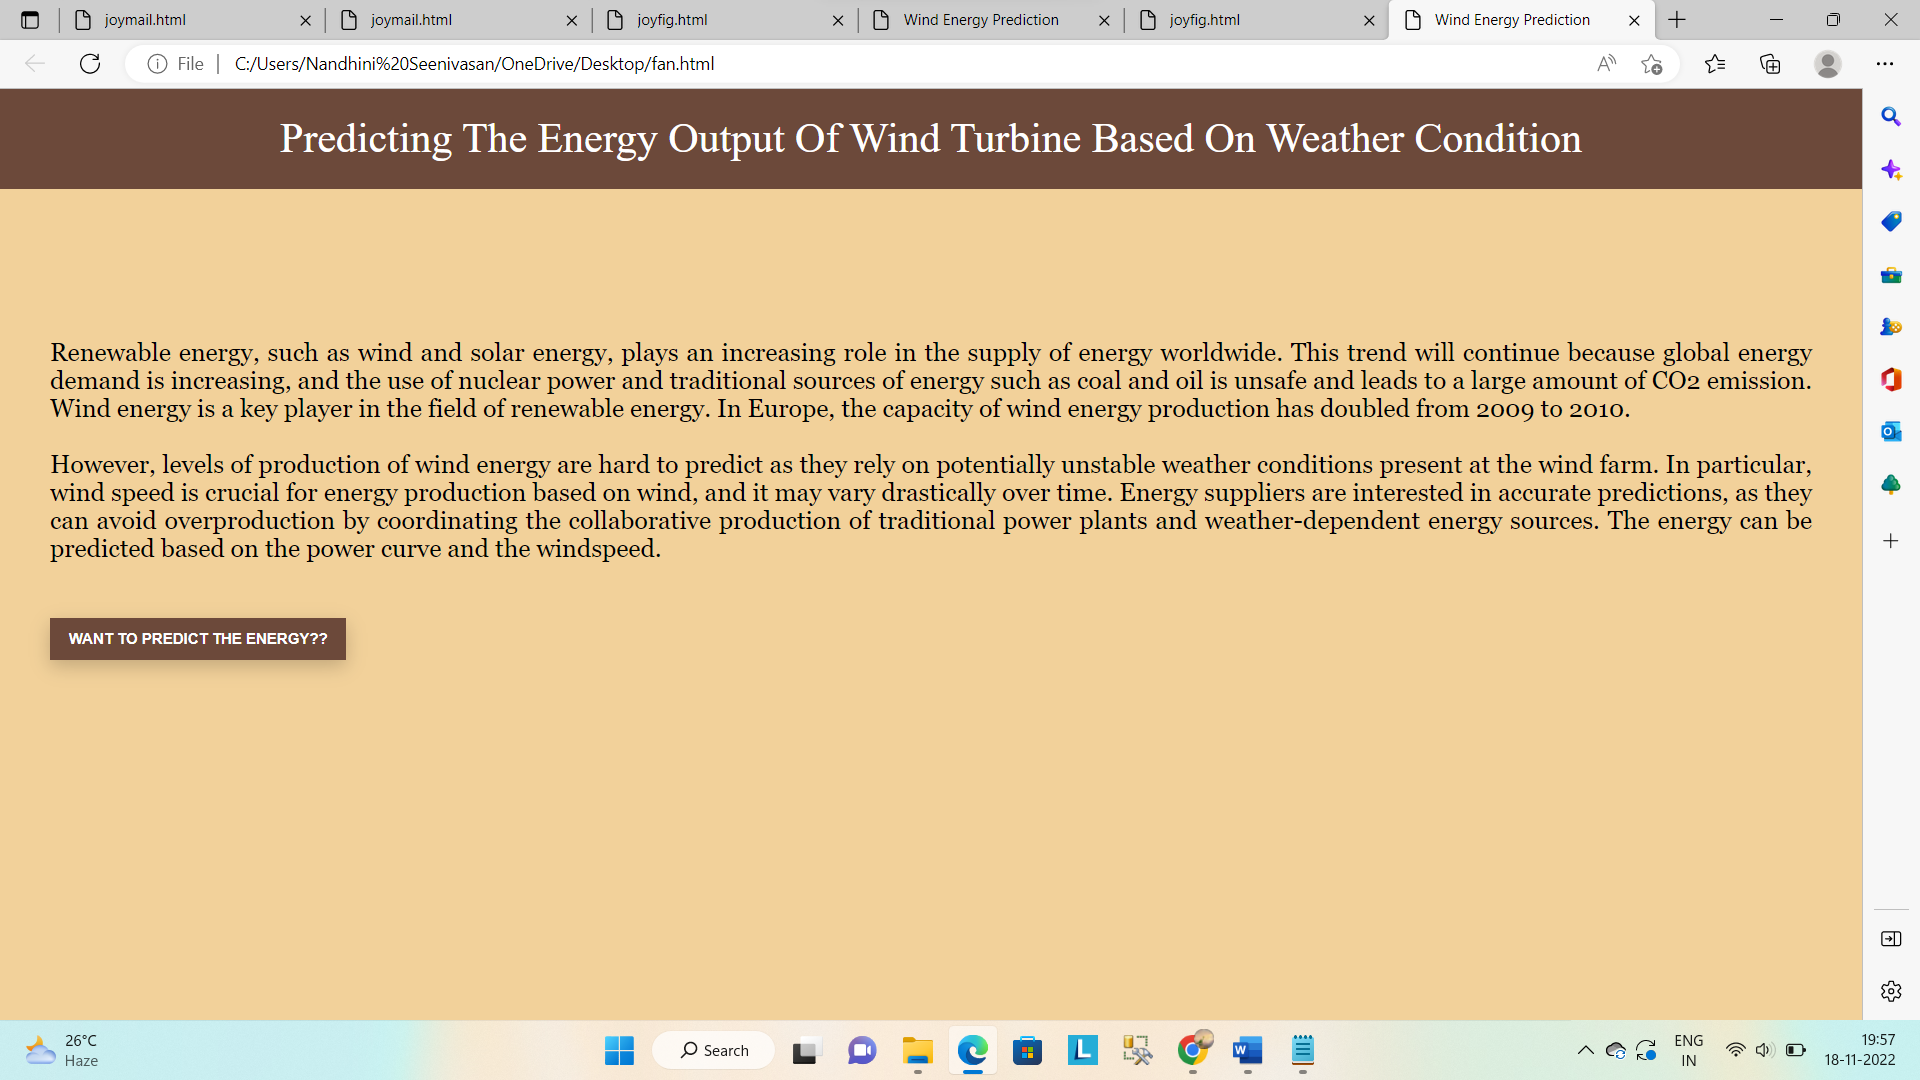 joymail.html
joymail.html
joyfig.html
Wind Energy Prediction
joyfig.html
Wind Energy Prediction
File
C:/Users/Nandhini%20Seenivasan/OneDrive/Desktop/fan.html
Predicting The Energy Output Of Wind Turbine Based On Weather Condition
Renewable energy, such as wind and solar energy, plays an increasing role in the supply of energy worldwide. This trend will continue because global energy
demand is increasing, and the use of nuclear power and traditional sources of energy such as coal and oil is unsafe and leads to a large amount of CO2 emission.
Wind energy is a key player in the field of renewable energy. In Europe, the capacity of wind energy production has doubled from 2009 to 2010.
However, levels of production of wind energy are hard to predict as they rely on potentially unstable weather conditions present at the wind farm. In particular,
wind speed is crucial for energy production based on wind, and it may vary drastically over time. Energy suppliers are interested in accurate predictions, as they
can avoid overproduction by coordinating the collaborative production of traditional power plants and weather-dependent energy sources. The energy can be
predicted based on the power curve and the windspeed.
WANT TO PREDICT THE ENERGY??
26°C
Haze
Search
ENG
IN
19:57
18-11-2022